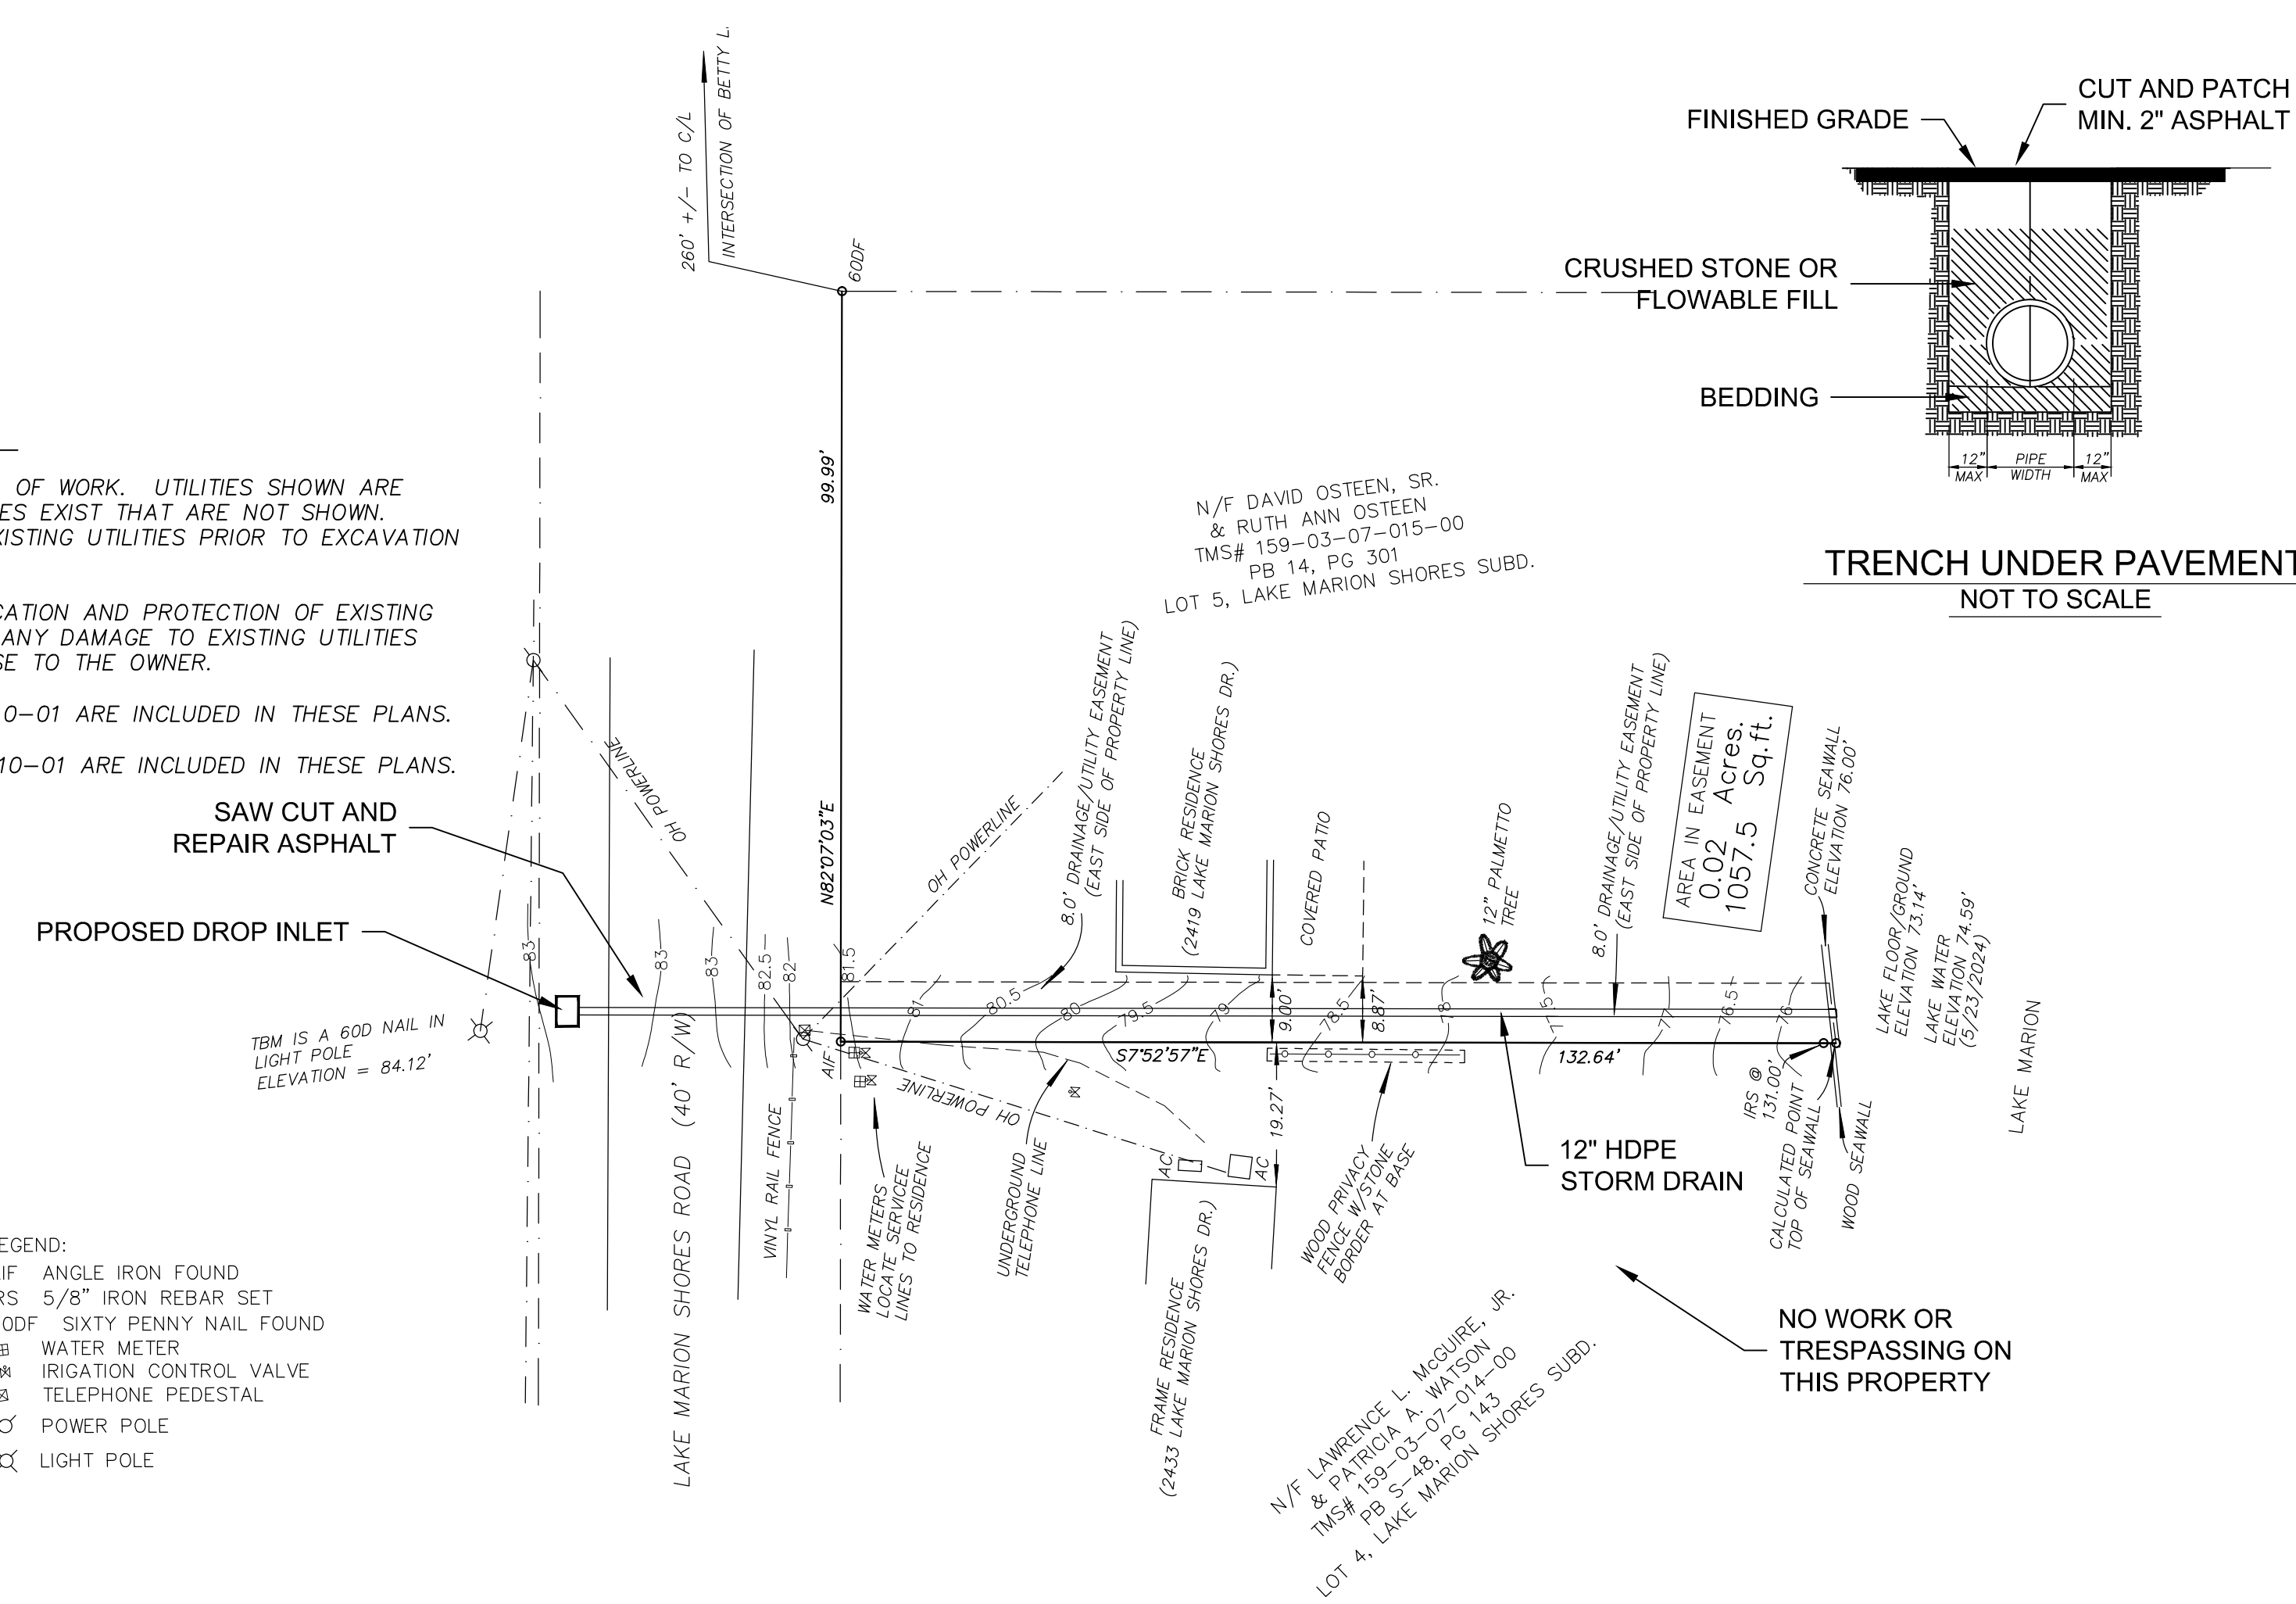 260' +/- TO C/L
INTERSECTION OF BETTY L.
60DF
99.99'
N82°07'03"E
FINISHED GRADE
CUT AND PATCH
MIN. 2" ASPHALT
CRUSHED STONE OR
FLOWABLE FILL
BEDDING
12"
MAX
PIPE
WIDTH
12"
MAX
TRENCH UNDER PAVEMENT
NOT TO SCALE
OF WORK. UTILITIES SHOWN ARE
ES EXIST THAT ARE NOT SHOWN.
XISTING UTILITIES PRIOR TO EXCAVATION
CATION AND PROTECTION OF EXISTING
ANY DAMAGE TO EXISTING UTILITIES
SE TO THE OWNER.
0-01 ARE INCLUDED IN THESE PLANS.
10-01 ARE INCLUDED IN THESE PLANS.
SAW CUT AND
REPAIR ASPHALT
PROPOSED DROP INLET
TBM IS A 60D NAIL IN
LIGHT POLE
ELEVATION = 84.12'
N/F DAVID OSTEEN, SR.
& RUTH ANN OSTEEN
TMS# 159-03-07-015-00
PB 14, PG 301
LOT 5, LAKE MARION SHORES SUBD.
OH POWERLINE
OH POWERLINE
8.0' DRAINAGE/UTILITY EASEMENT
(EAST SIDE OF PROPERTY LINE)
BRICK RESIDENCE
(2419 LAKE MARION SHORES DR.)
COVERED PATIO
12" PALMETTO
TREE
8.0' DRAINAGE/UTILITY EASEMENT
(EAST SIDE OF PROPERTY LINE)
AREA IN EASEMENT
0.02 Acres.
1057.5 Sq.ft.
CONCRETE SEAWALL
ELEVATION 76.00'
LAKE FLOOR/GROUND
ELEVATION 73.14'
LAKE WATER
ELEVATION 74.59'
(5/23/2024)
LAKE MARION
83
83
83
82.5
82
81.5
81
80.5
80
79.5
79
78.5
78
77.5
77
76.5
76
9.00'
8.87'
AIF
S7°52'57"E
132.64'
19.27'
IRS @
131.00'
CALCULATED POINT
TOP OF SEAWALL
WOOD SEAWALL
LAKE MARION SHORES ROAD (40' R/W)
VINYL RAIL FENCE
WATER METERS
LOCATE SERVICEE
LINES TO RESIDENCE
OH POWERLINE
UNDERGROUND
TELEPHONE LINE
AC
AC
FRAME RESIDENCE
(2433 LAKE MARION SHORES DR.)
WOOD PRIVACY
FENCE W/STONE
BORDER AT BASE
12" HDPE
STORM DRAIN
N/F LAWRENCE L. McGUIRE, JR.
& PATRICIA A. WATSON
TMS# 159-03-07-014-00
PB S-48, PG 143
LOT 4, LAKE MARION SHORES SUBD.
NO WORK OR
TRESPASSING ON
THIS PROPERTY
EGEND:
IF ANGLE IRON FOUND
RS 5/8" IRON REBAR SET
0DF SIXTY PENNY NAIL FOUND
WATER METER
IRIGATION CONTROL VALVE
TELEPHONE PEDESTAL
POWER POLE
LIGHT POLE